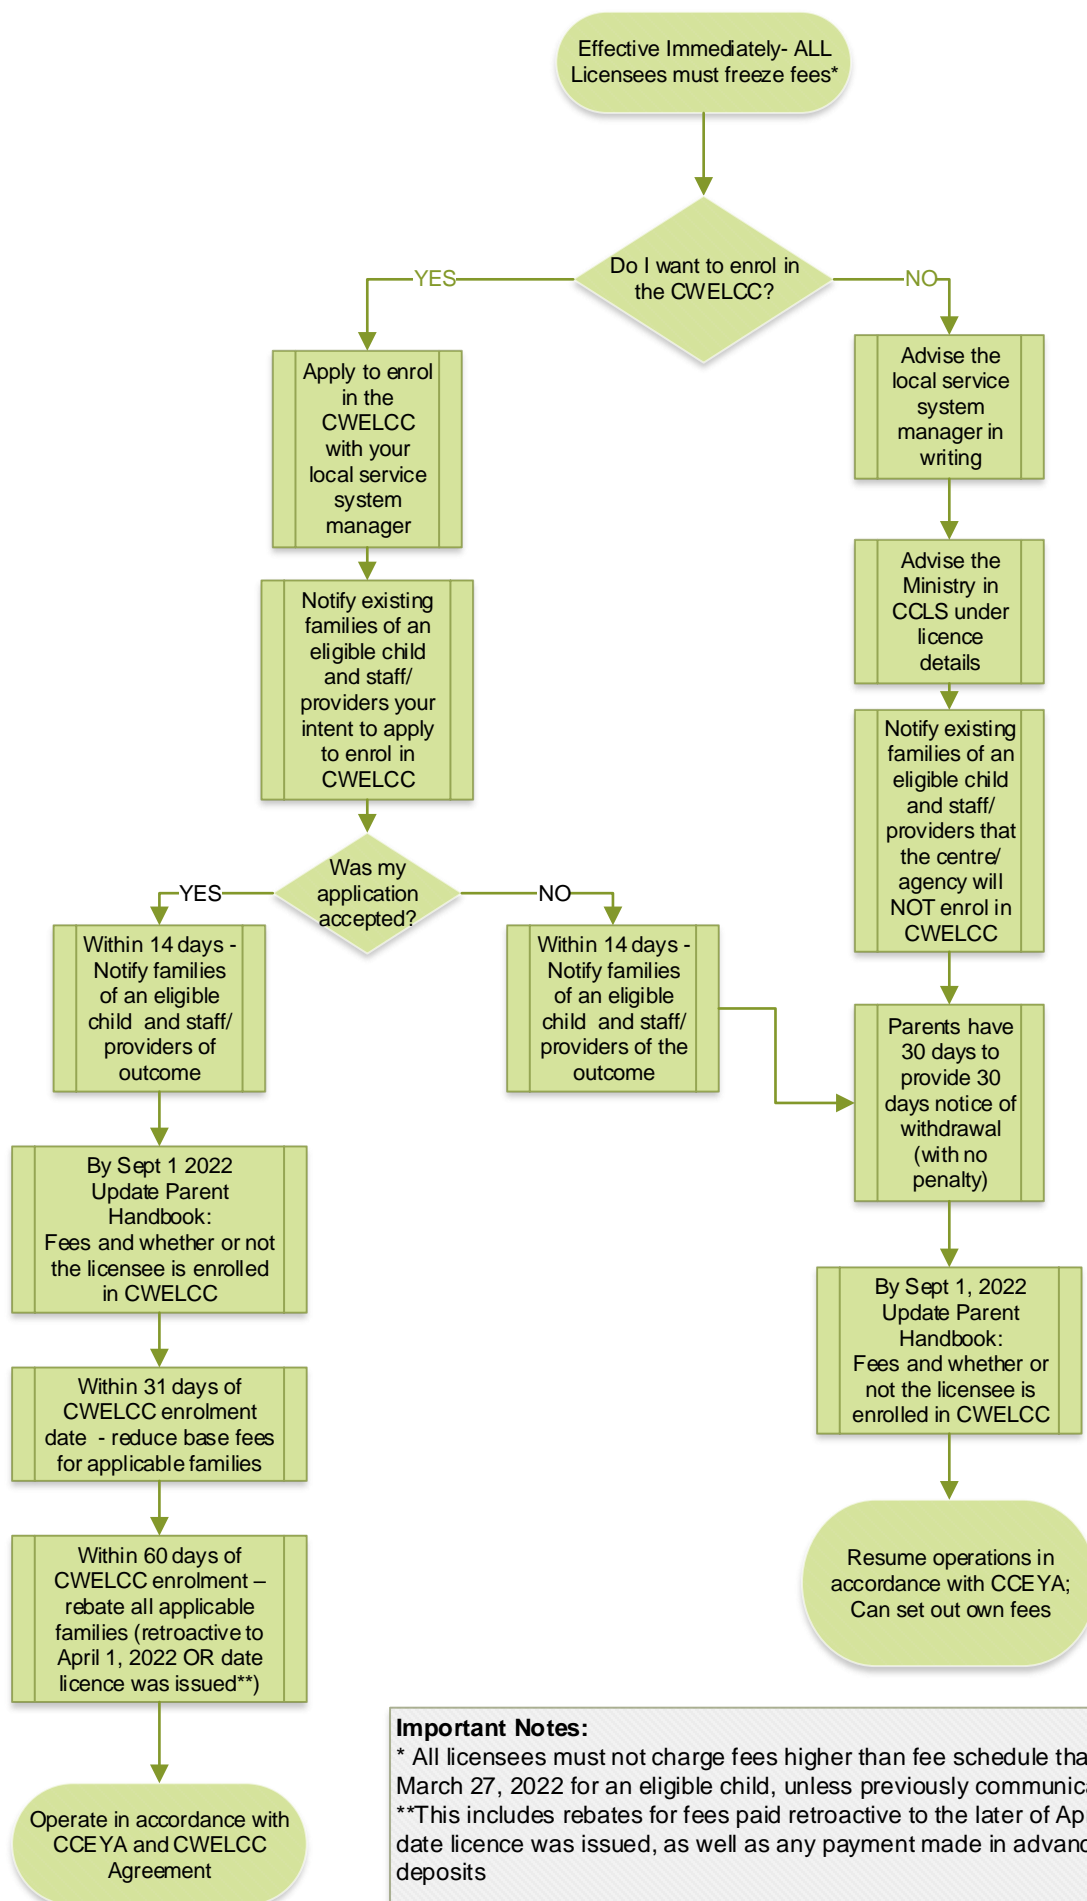 Effective Immediately- ALL
Licensees must freeze fees*
Do I want to enrol in
the CWELCC?
YES
NO
Apply to enrol
in the
CWELCC
with your
local service
system
manager
Advise the
local service
system
manager in
writing
Advise the
Ministry in
CCLS under
licence
details
Notify existing
families of an
eligible child
and staff/
providers your
intent to apply
to enrol in
CWELCC
Notify existing
families of an
eligible child
and staff/
providers that
the centre/
agency will
NOT enrol in
CWELCC
Was my
application
accepted?
YES
NO
Within 14 days -
Notify families
of an eligible
child and staff/
providers of
outcome
Within 14 days -
Notify families
of an eligible
child and staff/
providers of the
outcome
Parents have
30 days to
provide 30
days notice of
withdrawal
(with no
penalty)
By Sept 1 2022
Update Parent
Handbook:
Fees and whether or not
the licensee is enrolled
in CWELCC
By Sept 1, 2022
Update Parent
Handbook:
Fees and whether or
not the licensee is
enrolled in CWELCC
Within 31 days of
CWELCC enrolment
date - reduce base fees
for applicable families
Within 60 days of
CWELCC enrolment –
rebate all applicable
families (retroactive to
April 1, 2022 OR date
licence was issued**)
Resume operations in
accordance with CCEYA;
Can set out own fees
Operate in accordance with
CCEYA and CWELCC
Agreement
Important Notes:
* All licensees must not charge fees higher than fee schedule
March 27, 2022 for an eligible child, unless previously
**This includes rebates for fees paid retroactive to the later of
date licence was issued, as well as any payment made in
deposits